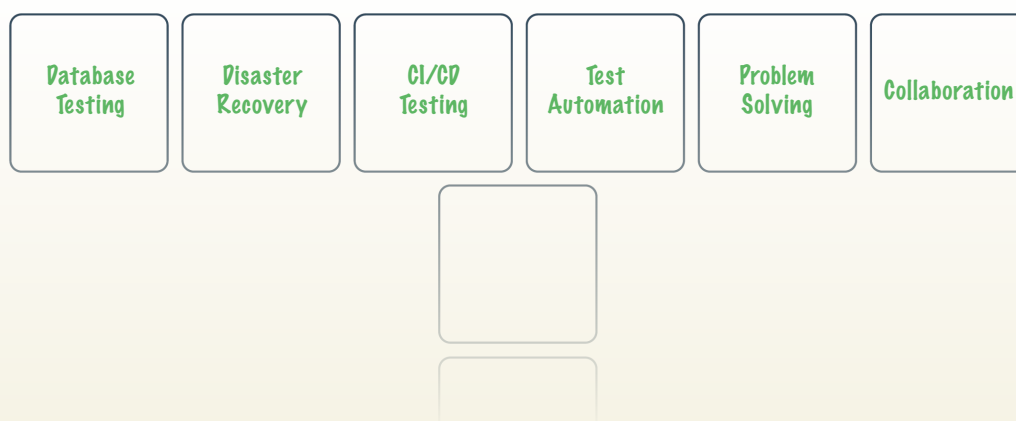 Database
Testing
Disaster
Recovery
CI/CD
Testing
Test
Automation
Problem
Solving
Collaboration